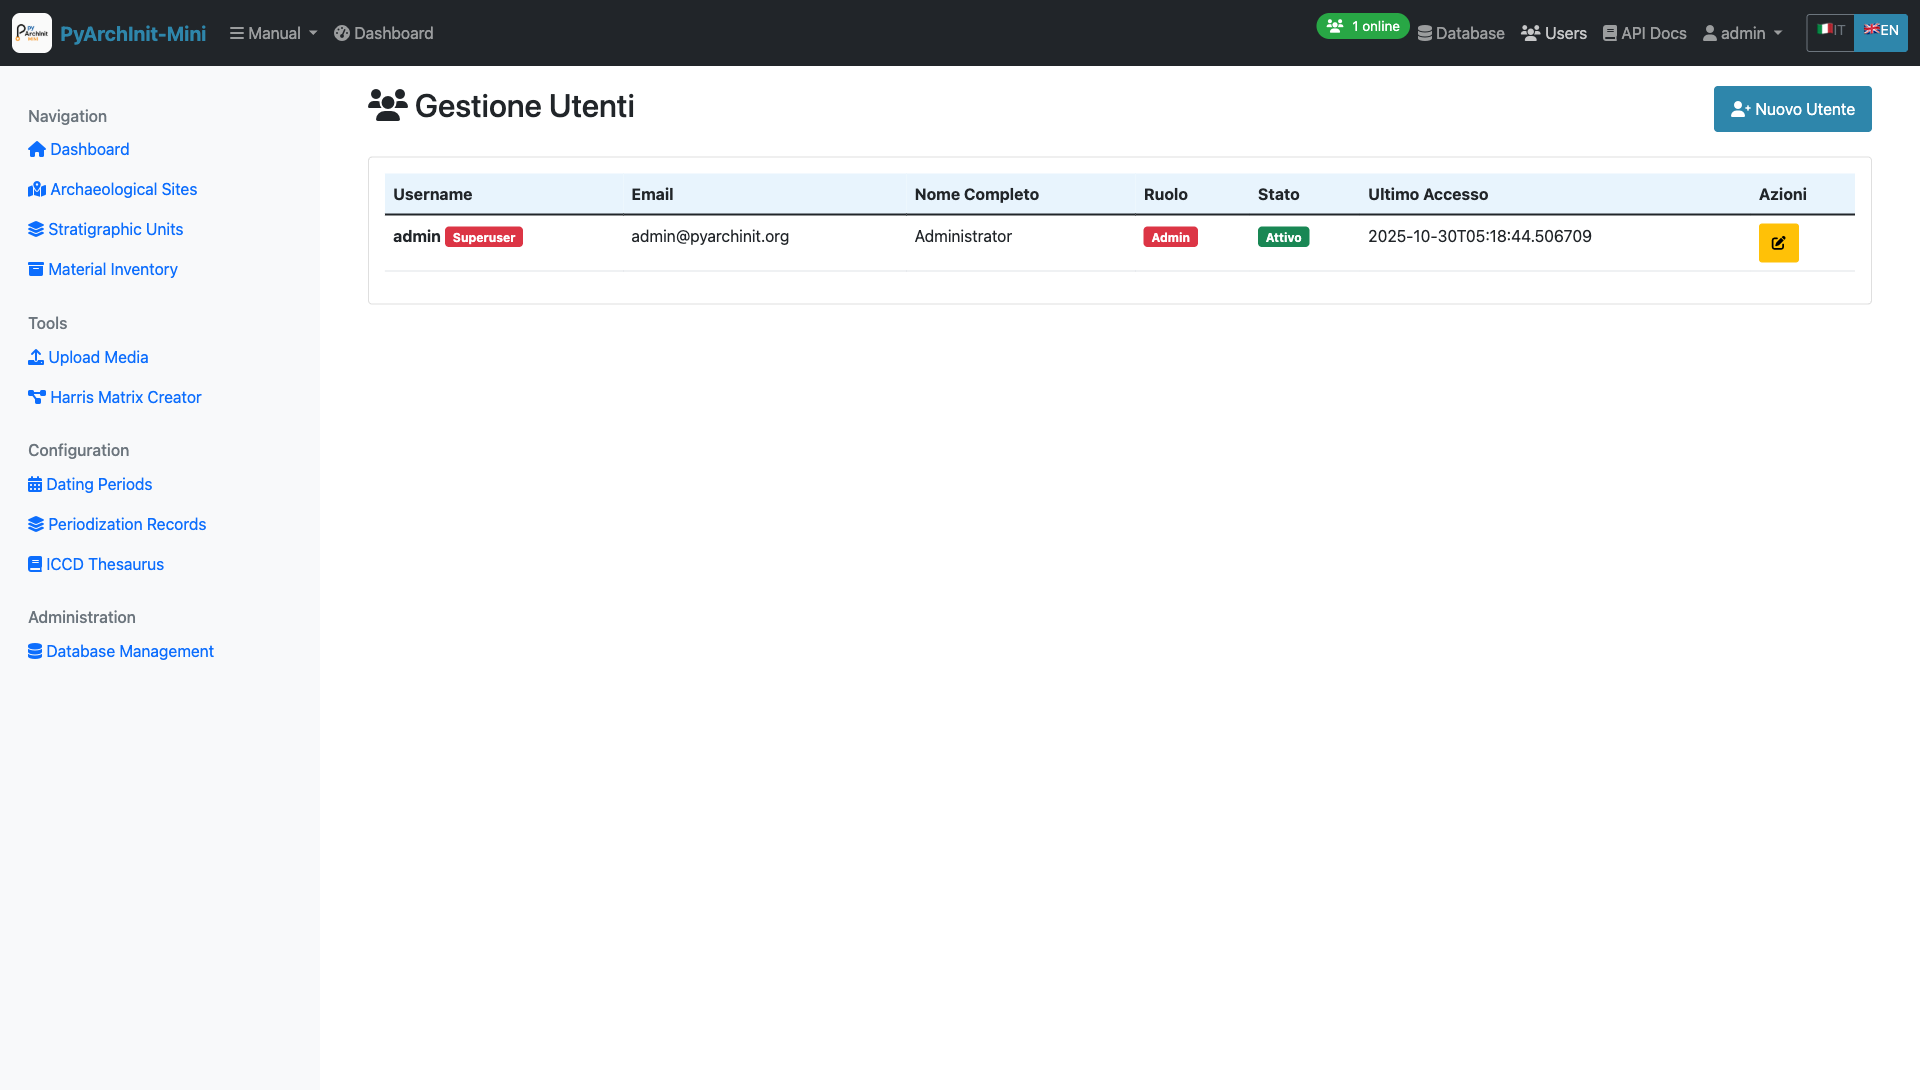 PyArchInit-Mini
Manual
Dashboard
1 online
Database
Users
API Docs
admin
IT
EN
Navigation
Dashboard
Archaeological Sites
Stratigraphic Units
Material Inventory
Tools
Upload Media
Harris Matrix Creator
Configuration
Dating Periods
Periodization Records
ICCD Thesaurus
Administration
Database Management
Gestione Utenti
Nuovo Utente
Username Email Nome Completo Ruolo Stato Ultimo Accesso Azioni
admin Superuser admin@pyarchinit.org Administrator Admin Attivo 2025-10-30T05:18:44.506709